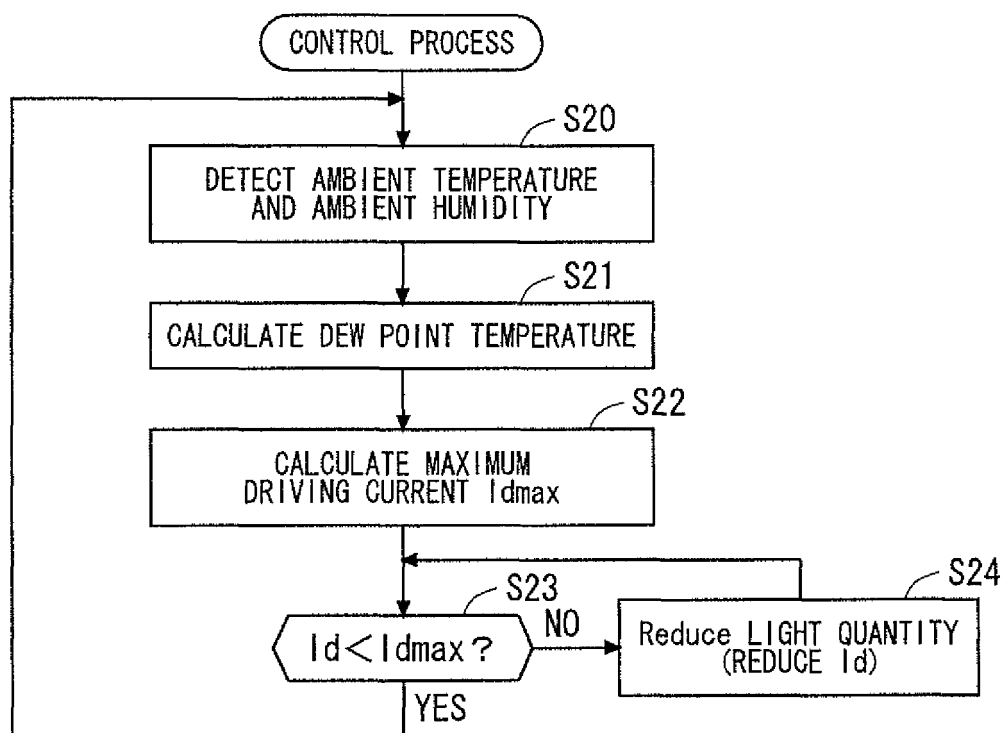 CONTROL PROCESS
S20
DETECT AMBIENT TEMPERATURE
AND AMBIENT HUMIDITY
S21
CALCULATE DEW POINT TEMPERATURE
S22
CALCULATE MAXIMUM
DRIVING CURRENT Idmax
S23
Id<Idmax?
NO
S24
Reduce LIGHT QUANTITY
(REDUCE Id)
YES